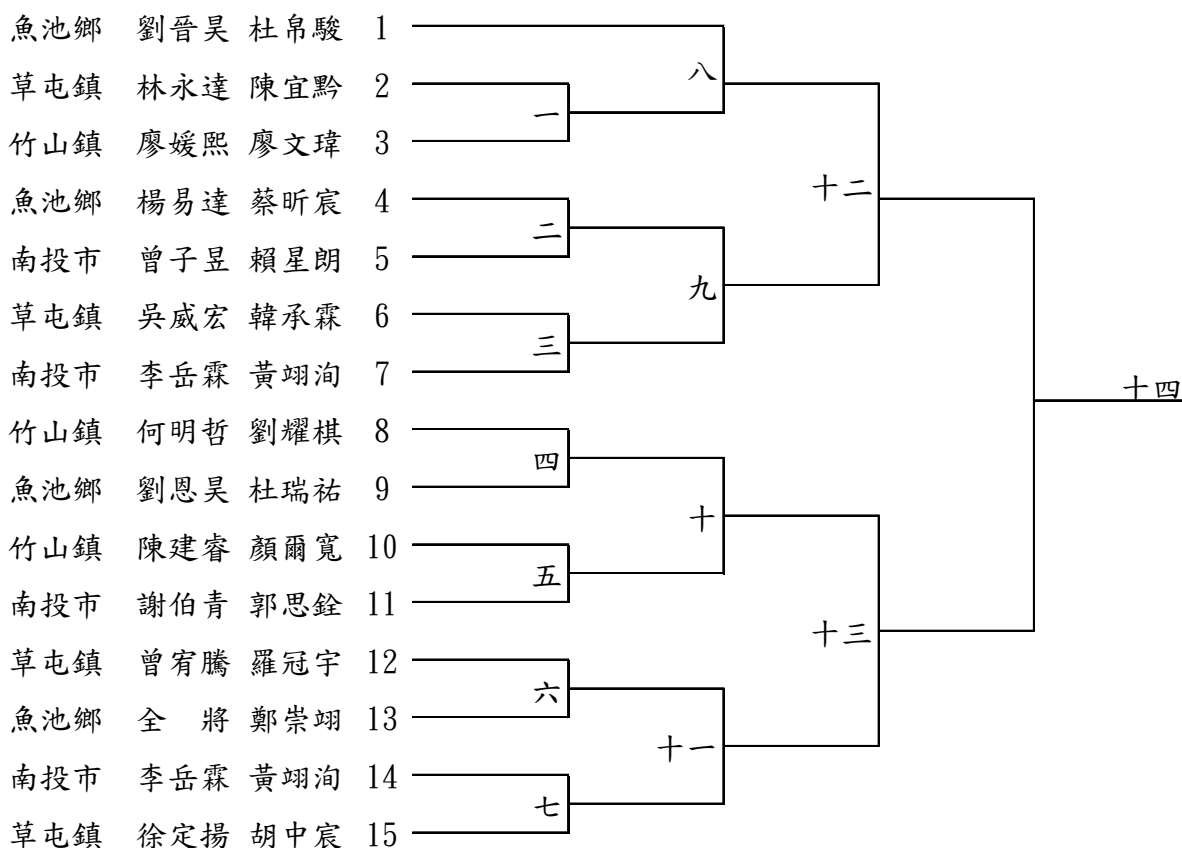 魚池鄉 劉晉昊 杜帛駿 1
八
草屯鎮 林永達 陳宜黔 2
一
竹山鎮 廖媛熙 廖文瑋 3
十二
魚池鄉 楊易達 蔡昕宸 4
二
南投市 曾子昱 賴星朗 5
九
草屯鎮 吳威宏 韓承霖 6
三
南投市 李岳霖 黃翊洵 7
十四
竹山鎮 何明哲 劉耀棋 8
四
魚池鄉 劉恩昊 杜瑞祐 9
十
竹山鎮 陳建睿 顏爾寬 10
五
南投市 謝伯青 郭思銓 11
十三
草屯鎮 曾宥騰 羅冠宇 12
六
魚池鄉 全 將 鄭崇翊 13
十一
南投市 李岳霖 黃翊洵 14
七
草屯鎮 徐定揚 胡中宸 15